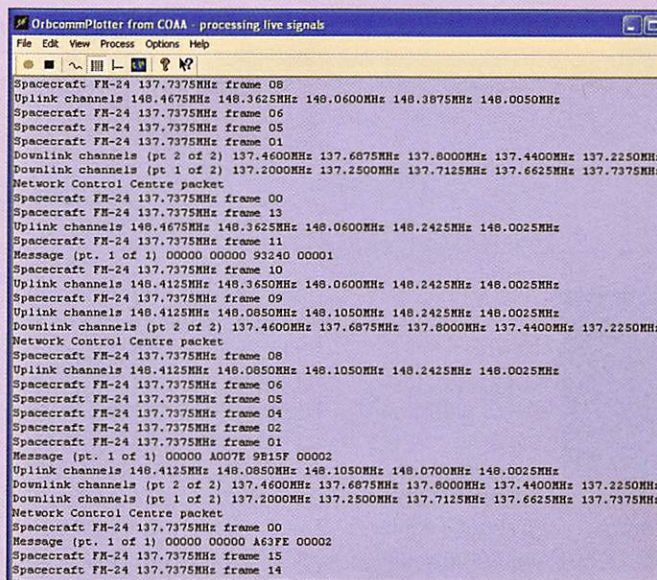 OrbcommPlotter from COAA - processing live signals
File Edit View Process Options Help
Spacecraft FM-24 137.7375MHz frame 08
Uplink channels 148.4675MHz 148.3625MHz 148.0600MHz 148.3875MHz 148.0050MHz
Spacecraft FM-24 137.7375MHz frame 06
Spacecraft FM-24 137.7375MHz frame 05
Spacecraft FM-24 137.7375MHz frame 01
Downlink channels (pt 2 of 2) 137.4600MHz 137.6875MHz 137.8000MHz 137.4400MHz 137.2250MHz
Downlink channels (pt 1 of 2) 137.2000MHz 137.2500MHz 137.7125MHz 137.6625MHz 137.7375MHz
Network Control Centre packet
Spacecraft FM-24 137.7375MHz frame 00
Spacecraft FM-24 137.7375MHz frame 13
Uplink channels 148.4675MHz 148.3625MHz 148.0600MHz 148.2425MHz 148.0025MHz
Spacecraft FM-24 137.7375MHz frame 11
Message (pt. 1 of 1) 00000 00000 93240 00001
Spacecraft FM-24 137.7375MHz frame 10
Uplink channels 148.4125MHz 148.3650MHz 148.0600MHz 148.2425MHz 148.0025MHz
Spacecraft FM-24 137.7375MHz frame 09
Uplink channels 148.4125MHz 148.0850MHz 148.1050MHz 148.2425MHz 148.0025MHz
Downlink channels (pt 2 of 2) 137.4600MHz 137.6875MHz 137.8000MHz 137.4400MHz 137.2250MHz
Network Control Centre packet
Spacecraft FM-24 137.7375MHz frame 08
Uplink channels 148.4125MHz 148.0850MHz 148.1050MHz 148.2425MHz 148.0025MHz
Spacecraft FM-24 137.7375MHz frame 06
Spacecraft FM-24 137.7375MHz frame 05
Spacecraft FM-24 137.7375MHz frame 04
Spacecraft FM-24 137.7375MHz frame 02
Spacecraft FM-24 137.7375MHz frame 01
Message (pt. 1 of 1) 00000 A007E 9B15F 00002
Uplink channels 148.4125MHz 148.0850MHz 148.1050MHz 148.0700MHz 148.0025MHz
Downlink channels (pt 2 of 2) 137.4600MHz 137.6875MHz 137.8000MHz 137.4400MHz 137.2250MHz
Downlink channels (pt 1 of 2) 137.2000MHz 137.2500MHz 137.7125MHz 137.6625MHz 137.7375MHz
Network Control Centre packet
Spacecraft FM-24 137.7375MHz frame 00
Message (pt. 1 of 1) 00000 00000 A63FE 00002
Spacecraft FM-24 137.7375MHz frame 15
Spacecraft FM-24 137.7375MHz frame 14